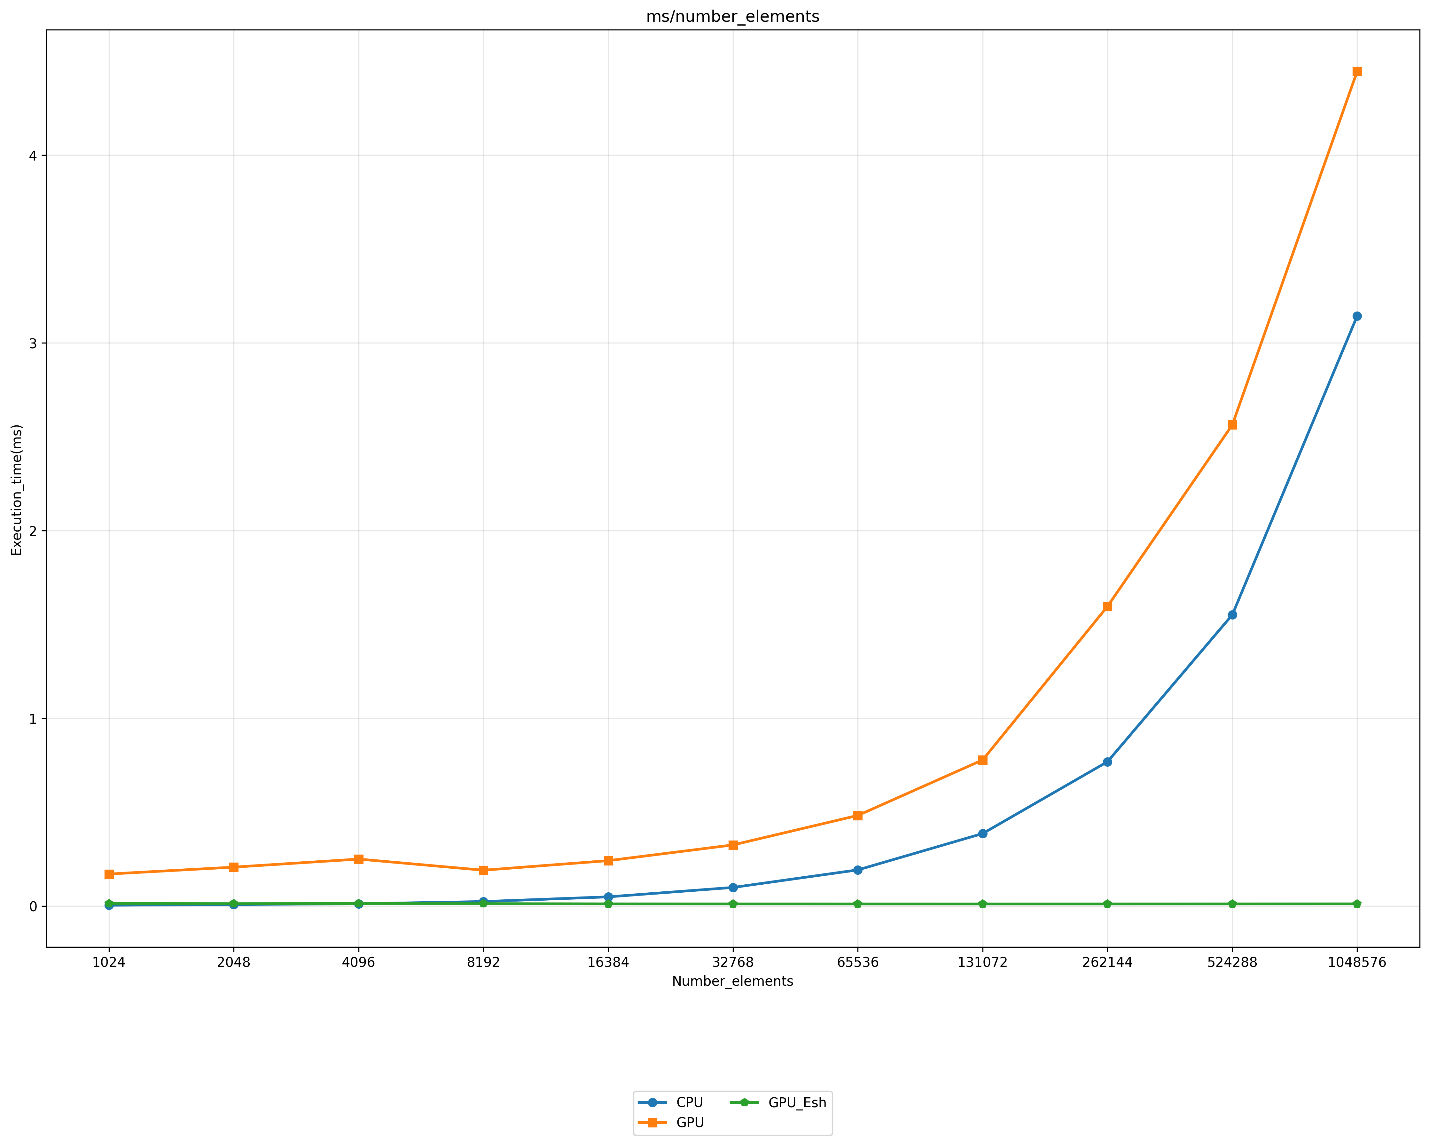 ms/number_elements
4
3
2
1
0
Execution_time(ms)
1024 2048 4096 8192 16384 32768 65536 131072 262144 524288 1048576
Number_elements
CPU GPU_Esh
GPU